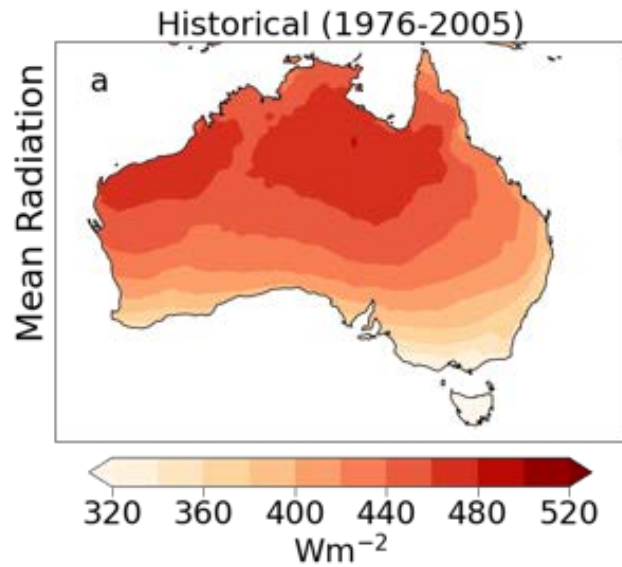 Historical (1976-2005)
a
Mean Radiation
320 360 400 440 480 520
Wm⁻²